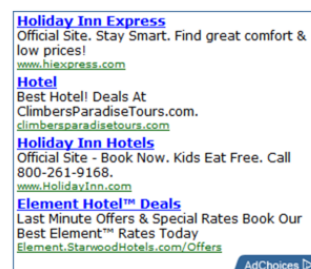 Holiday Inn Express
Official Site. Stay Smart. Find great comfort &
low prices!
www.hiexpress.com
Hotel
Best Hotel! Deals At
ClimbersParadiseTours.com.
climbersparadisetours.com
Holiday Inn Hotels
Official Site - Book Now. Kids Eat Free. Call
800-261-9168.
www.HolidayInn.com
Element Hotel™ Deals
Last Minute Offers & Special Rates Book Our
Best Element™ Rates Today
Element.StarwoodHotels.com/Offers
AdChoices